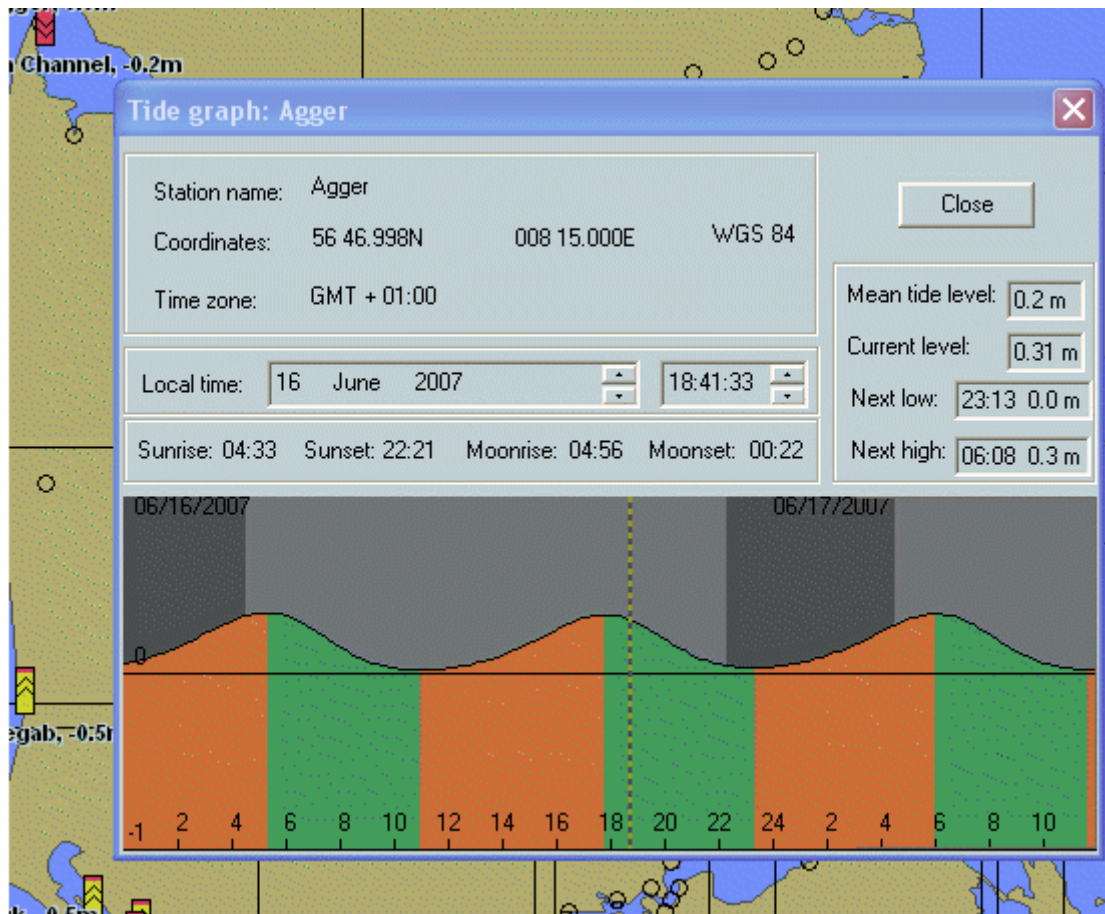 Channel, -0.2m
Tide graph: Agger
Station name: Agger
Coordinates: 56 46.998N 008 15.000E WGS 84
Time zone: GMT + 01:00
Close
Mean tide level: 0.2 m
Current level: 0.31 m
Next low: 23:13 0.0 m
Next high: 06:08 0.3 m
Local time: 16 June 2007 18:41:33
Sunrise: 04:33 Sunset: 22:21 Moonrise: 04:56 Moonset: 00:22
06/16/2007 06/17/2007
0
-1 2 4 6 8 10 12 14 16 18 20 22 24 2 4 6 8 10
egab, -0.5m
-0.5m